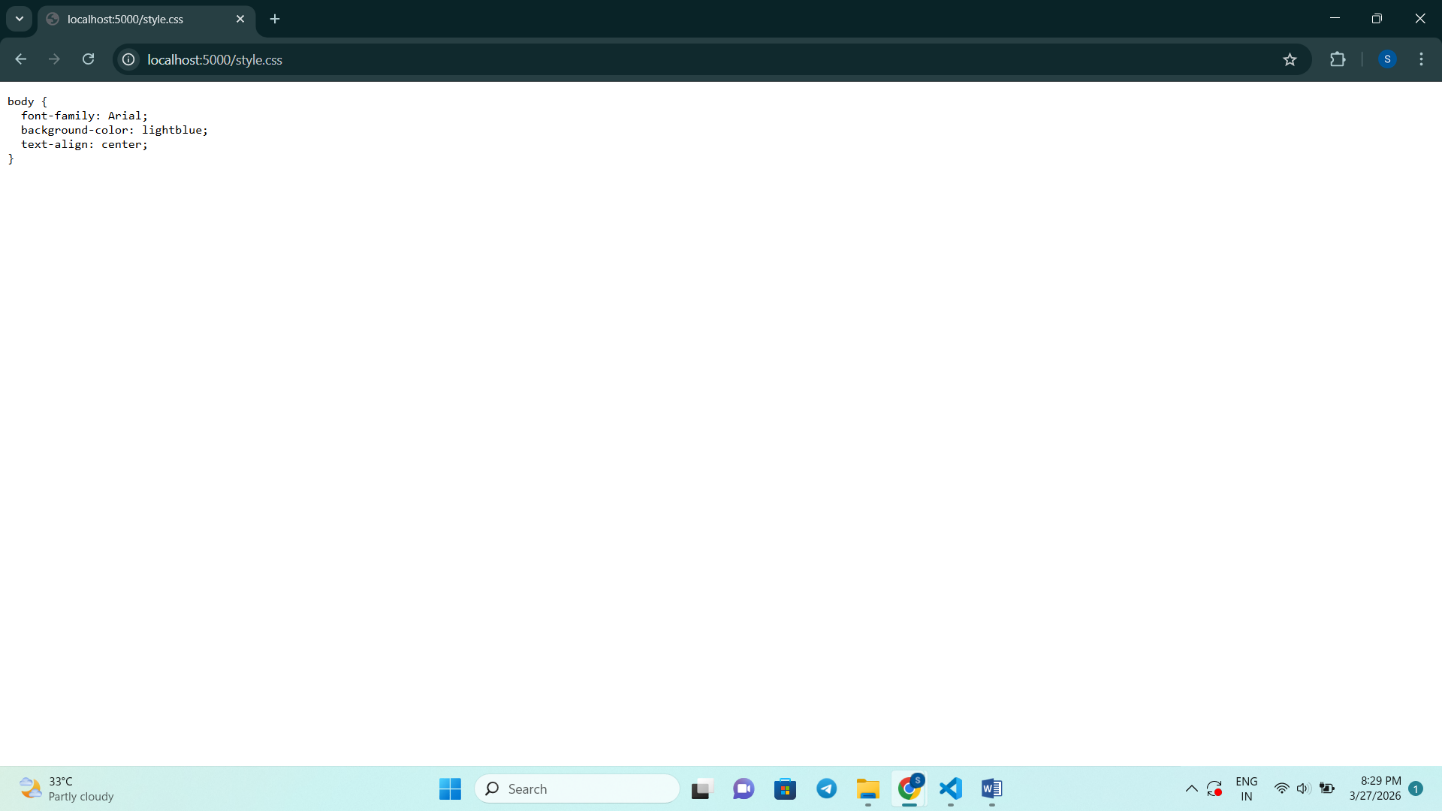 localhost:5000/style.css
localhost:5000/style.css
S
body {
  font-family: Arial;
  background-color: lightblue;
  text-align: center;
}
33°C
Partly cloudy
Search
S
ENG
IN
8:29 PM
3/27/2026
1